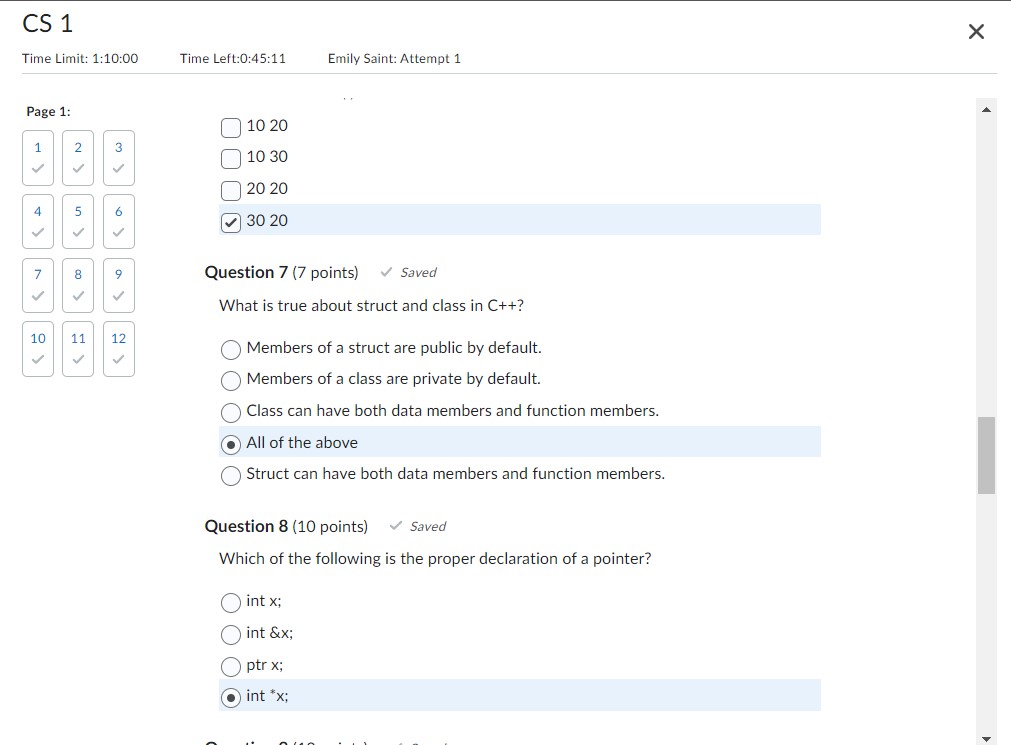 CS 1
Time Limit: 1:10:00 Time Left:0:45:11 Emily Saint: Attempt 1
Page 1:
1 2 3
4 5 6
7 8 9
10 11 12
10 20
10 30
20 20
30 20
Question 7 (7 points) Saved
What is true about struct and class in C++?
Members of a struct are public by default.
Members of a class are private by default.
Class can have both data members and function members.
All of the above
Struct can have both data members and function members.
Question 8 (10 points) Saved
Which of the following is the proper declaration of a pointer?
int x;
int &x;
ptr x;
int *x;